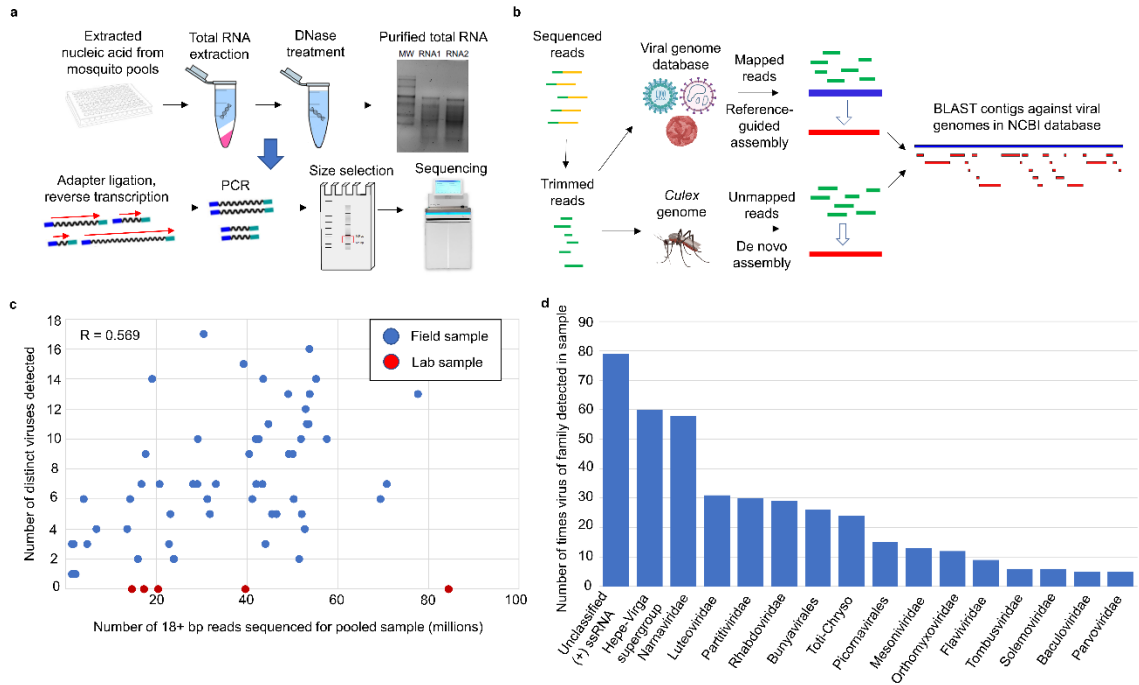 a
Extracted
nucleic acid from
mosquito pools
Total RNA
extraction
DNase
treatment
Purified total RNA
MW RNA1 RNA2
Adapter ligation,
reverse transcription
PCR
Size selection
Sequencing
b
Sequenced
reads
Trimmed
reads
Viral genome
database
Culex
genome
Mapped
reads
Reference-
guided
assembly
Unmapped
reads
De novo
assembly
BLAST contigs against viral
genomes in NCBI database
c
R = 0.569
Field sample
Lab sample
Number of distinct viruses detected
18
16
14
12
10
8
6
4
2
0
0 20 40 60 80 100
Number of 18+ bp reads sequenced for pooled sample (millions)
d
Number of times virus of family detected in sample
90
80
70
60
50
40
30
20
10
0
Unclassified
(+) ssRNA
Hepe-Virga
supergroup
Narnaviridae
Luteoviridae
Partitiviridae
Rhabdoviridae
Bunyavirales
Toti-Chryso
Picornavirales
Mesoniviridae
Orthomyxoviridae
Flaviviridae
Tombusviridae
Solemoviridae
Baculoviridae
Parvoviridae